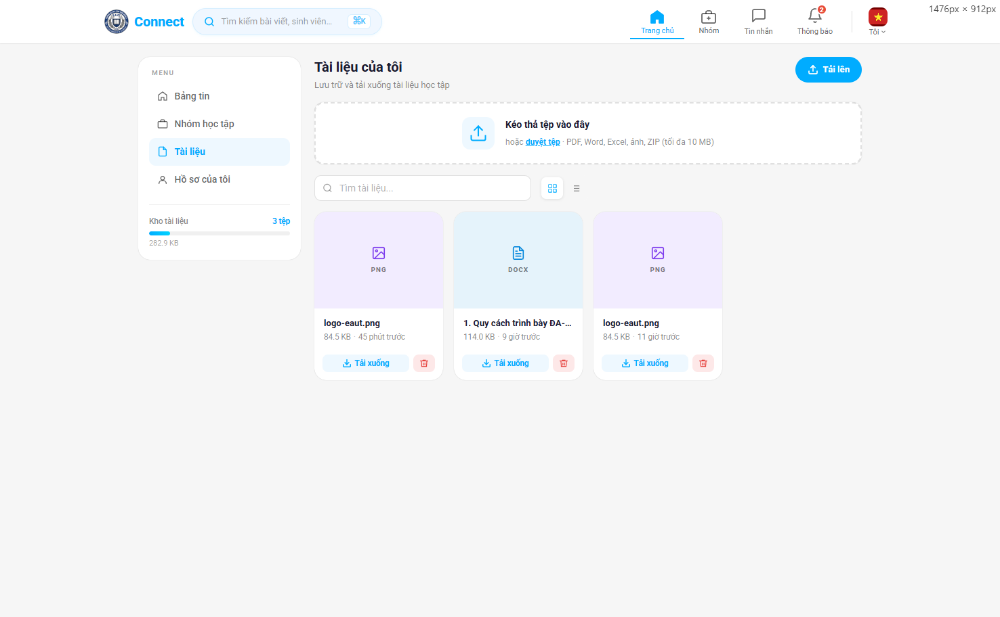 Connect
Tìm kiếm bài viết, sinh viên...
⌘K
Trang chủ
Nhóm
Tin nhắn
2
Thông báo
Tôi
1476px × 912px
MENU
Bảng tin
Nhóm học tập
Tài liệu
Hồ sơ của tôi
Kho tài liệu
3 tệp
282.9 KB
Tài liệu của tôi
Lưu trữ và tải xuống tài liệu học tập
Tải lên
Kéo thả tệp vào đây
hoặc duyệt tệp · PDF, Word, Excel, ảnh, ZIP (tối đa 10 MB)
Tìm tài liệu...
PNG
logo-eaut.png
84.5 KB · 45 phút trước
Tải xuống
DOCX
1. Quy cách trình bày ĐA-...
114.0 KB · 9 giờ trước
Tải xuống
PNG
logo-eaut.png
84.5 KB · 11 giờ trước
Tải xuống